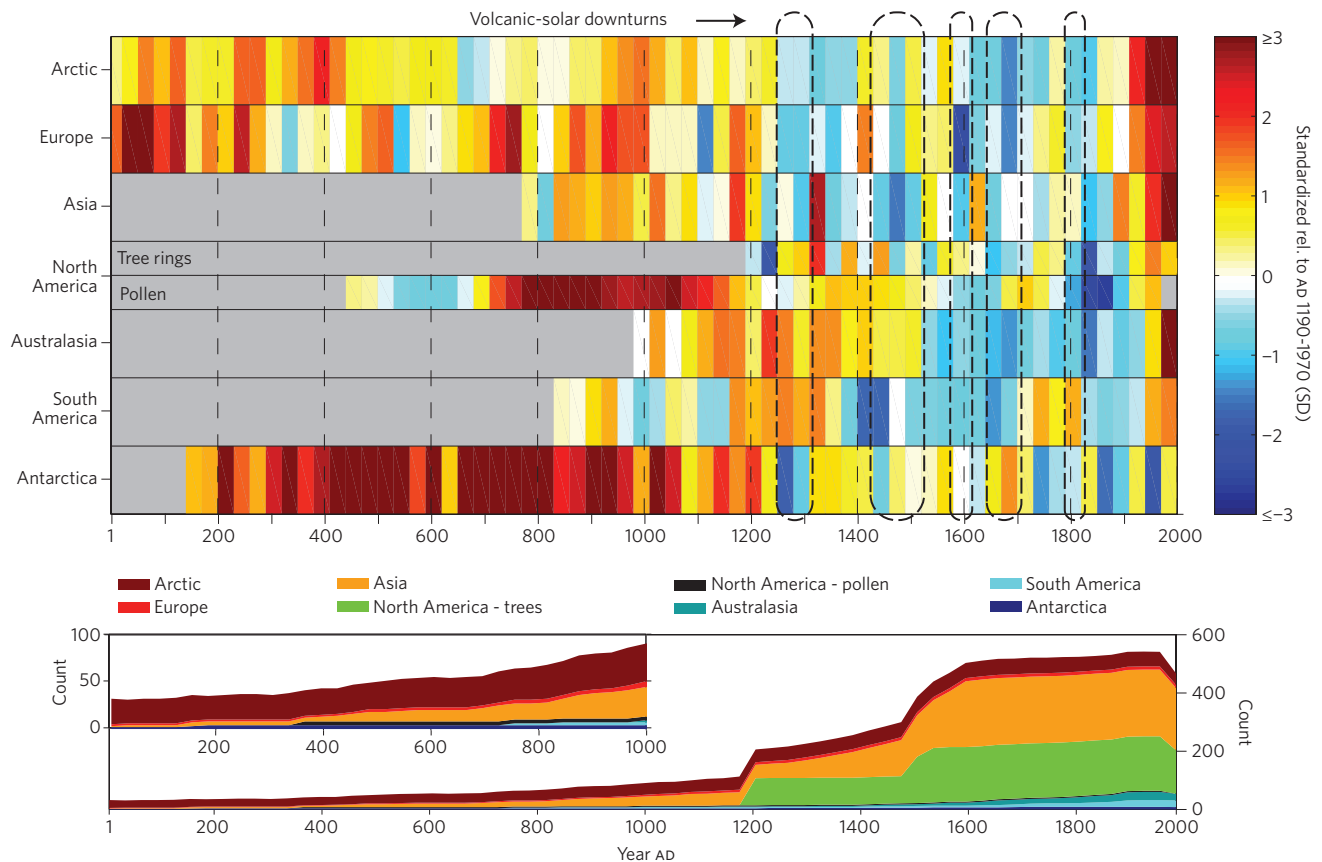 Volcanic-solar downturns
Arctic
Europe
Asia
North
America
Tree rings
Pollen
Australasia
South
America
Antarctica
1 200 400 600 800 1000 1200 1400 1600 1800 2000
≥3
2
1
0
−1
−2
≤−3
Standardized rel. to AD 1190-1970 (SD)
Arctic Asia North America - pollen South America
Europe North America - trees Australasia Antarctica
100
50
0
Count
200 400 600 800 1000
600
400
200
0
Count
1 200 400 600 800 1000 1200 1400 1600 1800 2000
Year AD